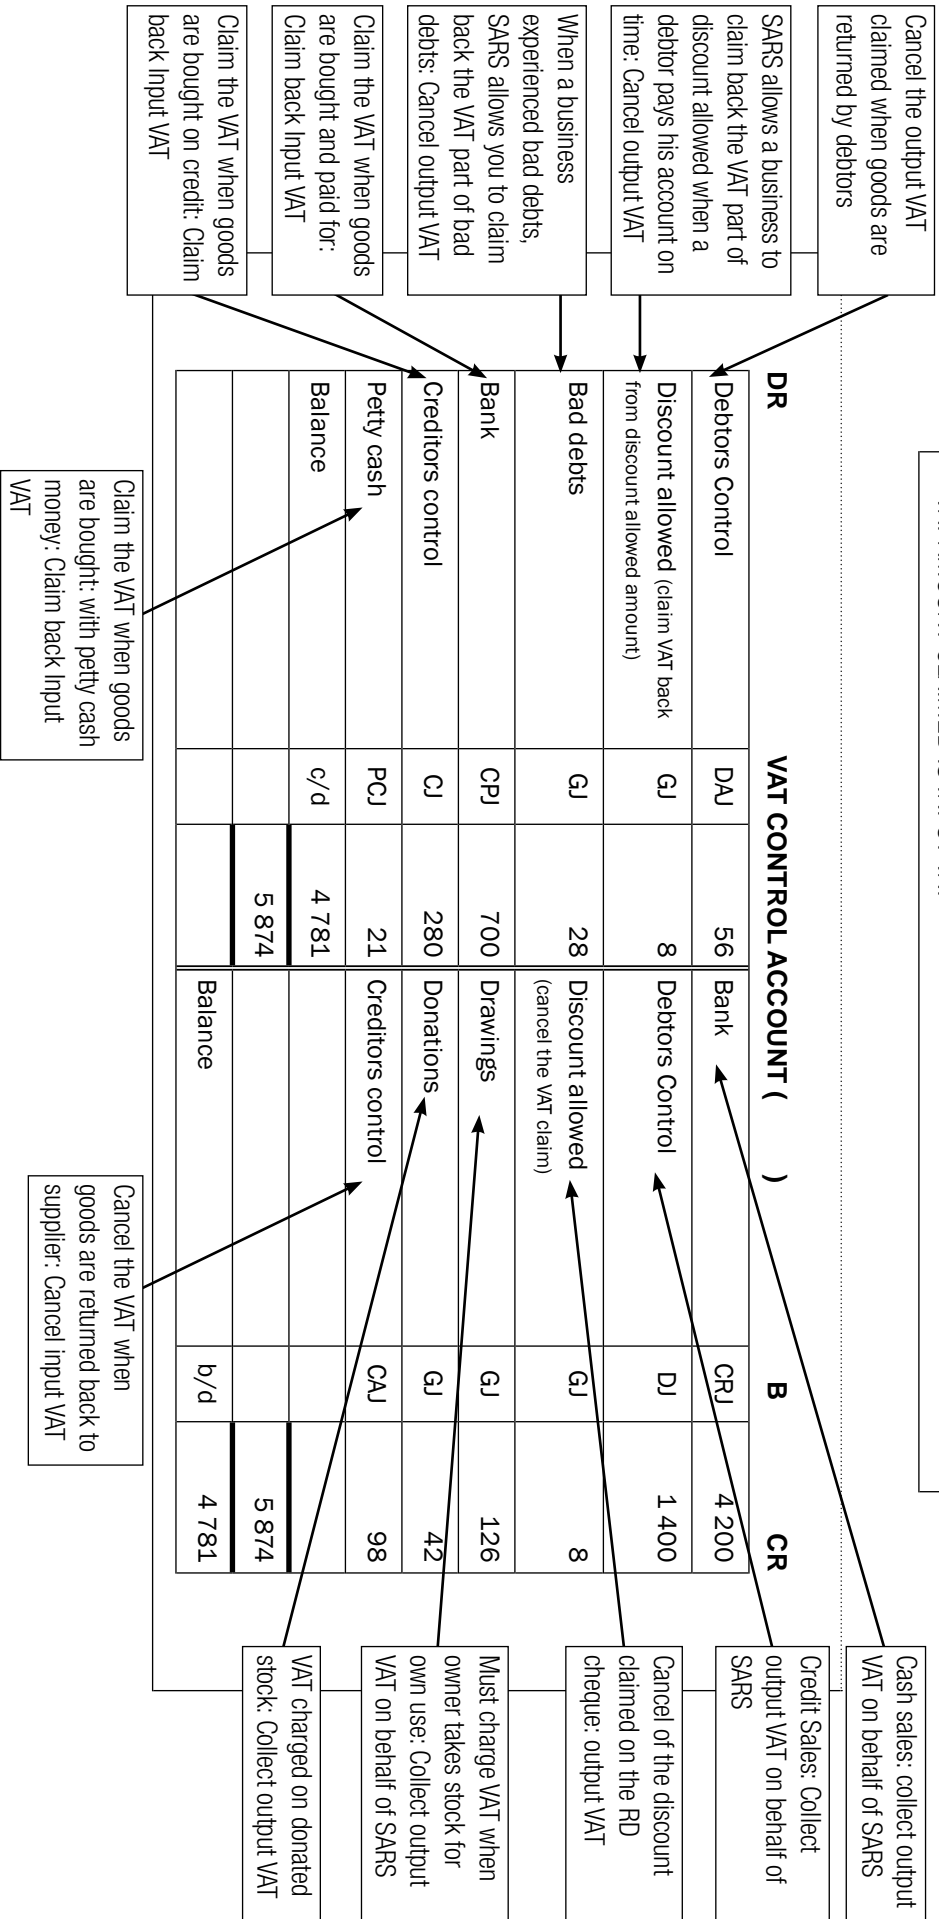 VAT CONTROL ACCOUNT ( )
B
DR
CR
Debtors Control DAJ 56 Bank CRJ 4 200
Discount allowed (claim VAT back
from discount allowed amount) GJ 8 Debtors Control DJ 1 400
Bad debts GJ 28 Discount allowed
(cancel the VAT claim) GJ 8
Bank CPJ 700 Drawings GJ 126
Creditors control CJ 280 Donations GJ 42
Petty cash PCJ 21 Creditors control CAJ 98
Balance c/d 4 781
5 874 5 874
Balance b/d 4 781
Cancel the output VAT
claimed when goods are
returned by debtors
SARS allows a business to
claim back the VAT part of
discount allowed when a
debtor pays his account on
time: Cancel output VAT
When a business
experienced bad debts,
SARS allows you to claim
back the VAT part of bad
debts: Cancel output VAT
Claim the VAT when goods
are bought and paid for:
Claim back Input VAT
Claim the VAT when goods
are bought on credit: Claim
back Input VAT
Claim the VAT when goods
are bought: with petty cash
money: Claim back Input
VAT
Cash sales: collect output
VAT on behalf of SARS
Credit Sales: Collect
output VAT on behalf of
SARS
Cancel of the discount
claimed on the RD
cheque: output VAT
Must charge VAT when
owner takes stock for
own use: Collect output
VAT on behalf of SARS
VAT charged on donated
stock: Collect output VAT
Cancel the VAT when
goods are returned back to
supplier: Cancel input VAT